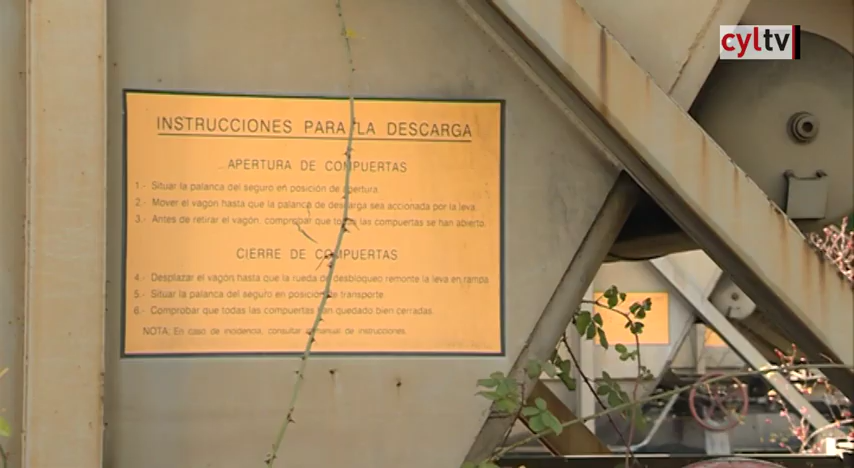 cyltv
INSTRUCCIONES PARA LA DESCARGA
APERTURA DE COMPUERTAS
1.- Situar la palanca del seguro en posición de apertura
2.- Mover el vagón hasta que la palanca de descarga sea accionada por la leva.
3.- Antes de retirar el vagón, comprobar que todas las compuertas se han abierto.
CIERRE DE COMPUERTAS
4.- Desplazar el vagón hasta que la rueda de desbloqueo remonte la leva en rampa.
5.- Situar la palanca del seguro en posición de transporte
6.- Comprobar que todas las compuertas han quedado bien cerradas.
NOTA: En caso de incidencia, consultar el manual de instrucciones.